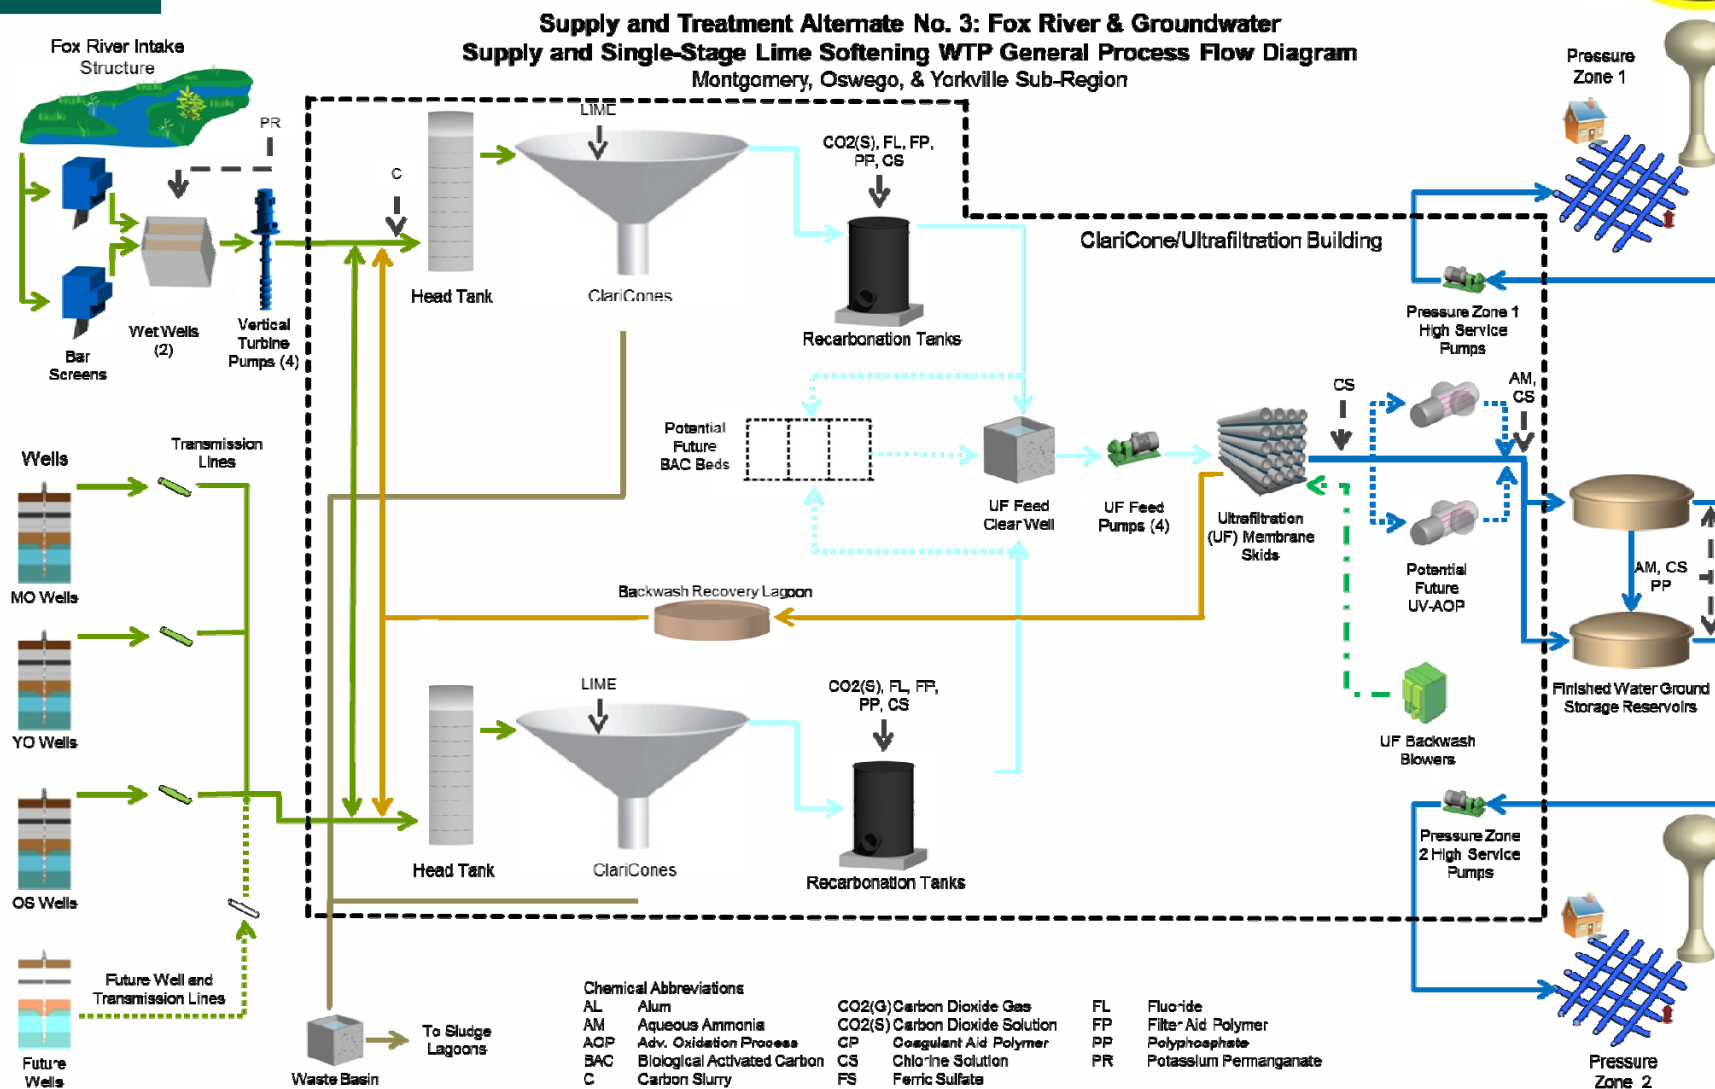 Supply and Treatment Alternate No. 3: Fox River & Groundwater
Supply and Single-Stage Lime Softening WTP General Process Flow Diagram
Montgomery, Oswego, & Yorkville Sub-Region
Fox River Intake
Structure
PR
Bar
Screens
Wet Wells
(2)
Vertical
Turbine
Pumps (4)
C
Head Tank
LIME
ClariCones
CO2(S), FL, FP,
PP, CS
Recarbonation Tanks
ClariCone/Ultrafiltration Building
Pressure
Zone 1
Pressure Zone 1
High Service
Pumps
Wells
Transmission
Lines
MO Wells
YO Wells
OS Wells
Future Well and
Transmission Lines
Future
Wells
Potential
Future
BAC Beds
UF Feed
Clear Well
UF Feed
Pumps (4)
Ultrafiltration
(UF) Membrane
Skids
CS
AM,
CS
Potential
Future
UV-AOP
AM, CS
PP
Finished Water Ground
Storage Reservoirs
Backwash Recovery Lagoon
UF Backwash
Blowers
Head Tank
LIME
ClariCones
CO2(S), FL, FP,
PP, CS
Recarbonation Tanks
Pressure Zone
2 High Service
Pumps
Pressure
Zone 2
Waste Basin
To Sludge
Lagoons
Chemical Abbreviations
AL Alum
AM Aqueous Ammonia
AOP Adv. Oxidation Process
BAC Biological Activated Carbon
C Carbon Slurry
CO2(G) Carbon Dioxide Gas
CO2(S) Carbon Dioxide Solution
CP Coagulant Aid Polymer
CS Chlorine Solution
FS Ferric Sulfate
FL Fluoride
FP Filter Aid Polymer
PP Polyphosphate
PR Potassium Permanganate